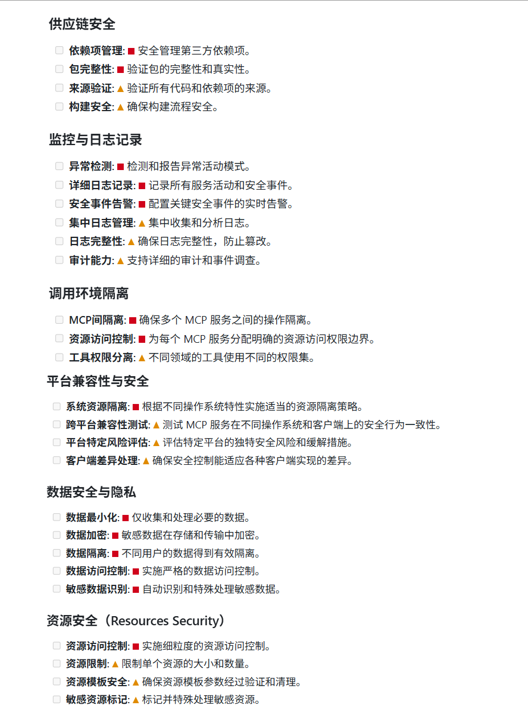 供应链安全
依赖项管理: 安全管理第三方依赖项。
包完整性: 验证包的完整性和真实性。
来源验证: 验证所有代码和依赖项的来源。
构建安全: 确保构建流程安全。
监控与日志记录
异常检测: 检测和报告异常活动模式。
详细日志记录: 记录所有服务活动和安全事件。
安全事件告警: 配置关键安全事件的实时告警。
集中日志管理: 集中收集和分析日志。
日志完整性: 确保日志完整性，防止篡改。
审计能力: 支持详细的审计和事件调查。
调用环境隔离
MCP间隔离: 确保多个 MCP 服务之间的操作隔离。
资源访问控制: 为每个 MCP 服务分配明确的资源访问权限边界。
工具权限分离: 不同领域的工具使用不同的权限集。
平台兼容性与安全
系统资源隔离: 根据不同操作系统特性实施适当的资源隔离策略。
跨平台兼容性测试: 测试 MCP 服务在不同操作系统和客户端上的安全行为一致性。
平台特定风险评估: 评估特定平台的独特安全风险和缓解措施。
客户端差异处理: 确保安全控制能适应各种客户端实现的差异。
数据安全与隐私
数据最小化: 仅收集和处理必要的数据。
数据加密: 敏感数据在存储和传输中加密。
数据隔离: 不同用户的数据得到有效隔离。
数据访问控制: 实施严格的数据访问控制。
敏感数据识别: 自动识别和特殊处理敏感数据。
资源安全（Resources Security）
资源访问控制: 实施细粒度的资源访问控制。
资源限制: 限制单个资源的大小和数量。
资源模板安全: 确保资源模板参数经过验证和清理。
敏感资源标记: 标记并特殊处理敏感资源。